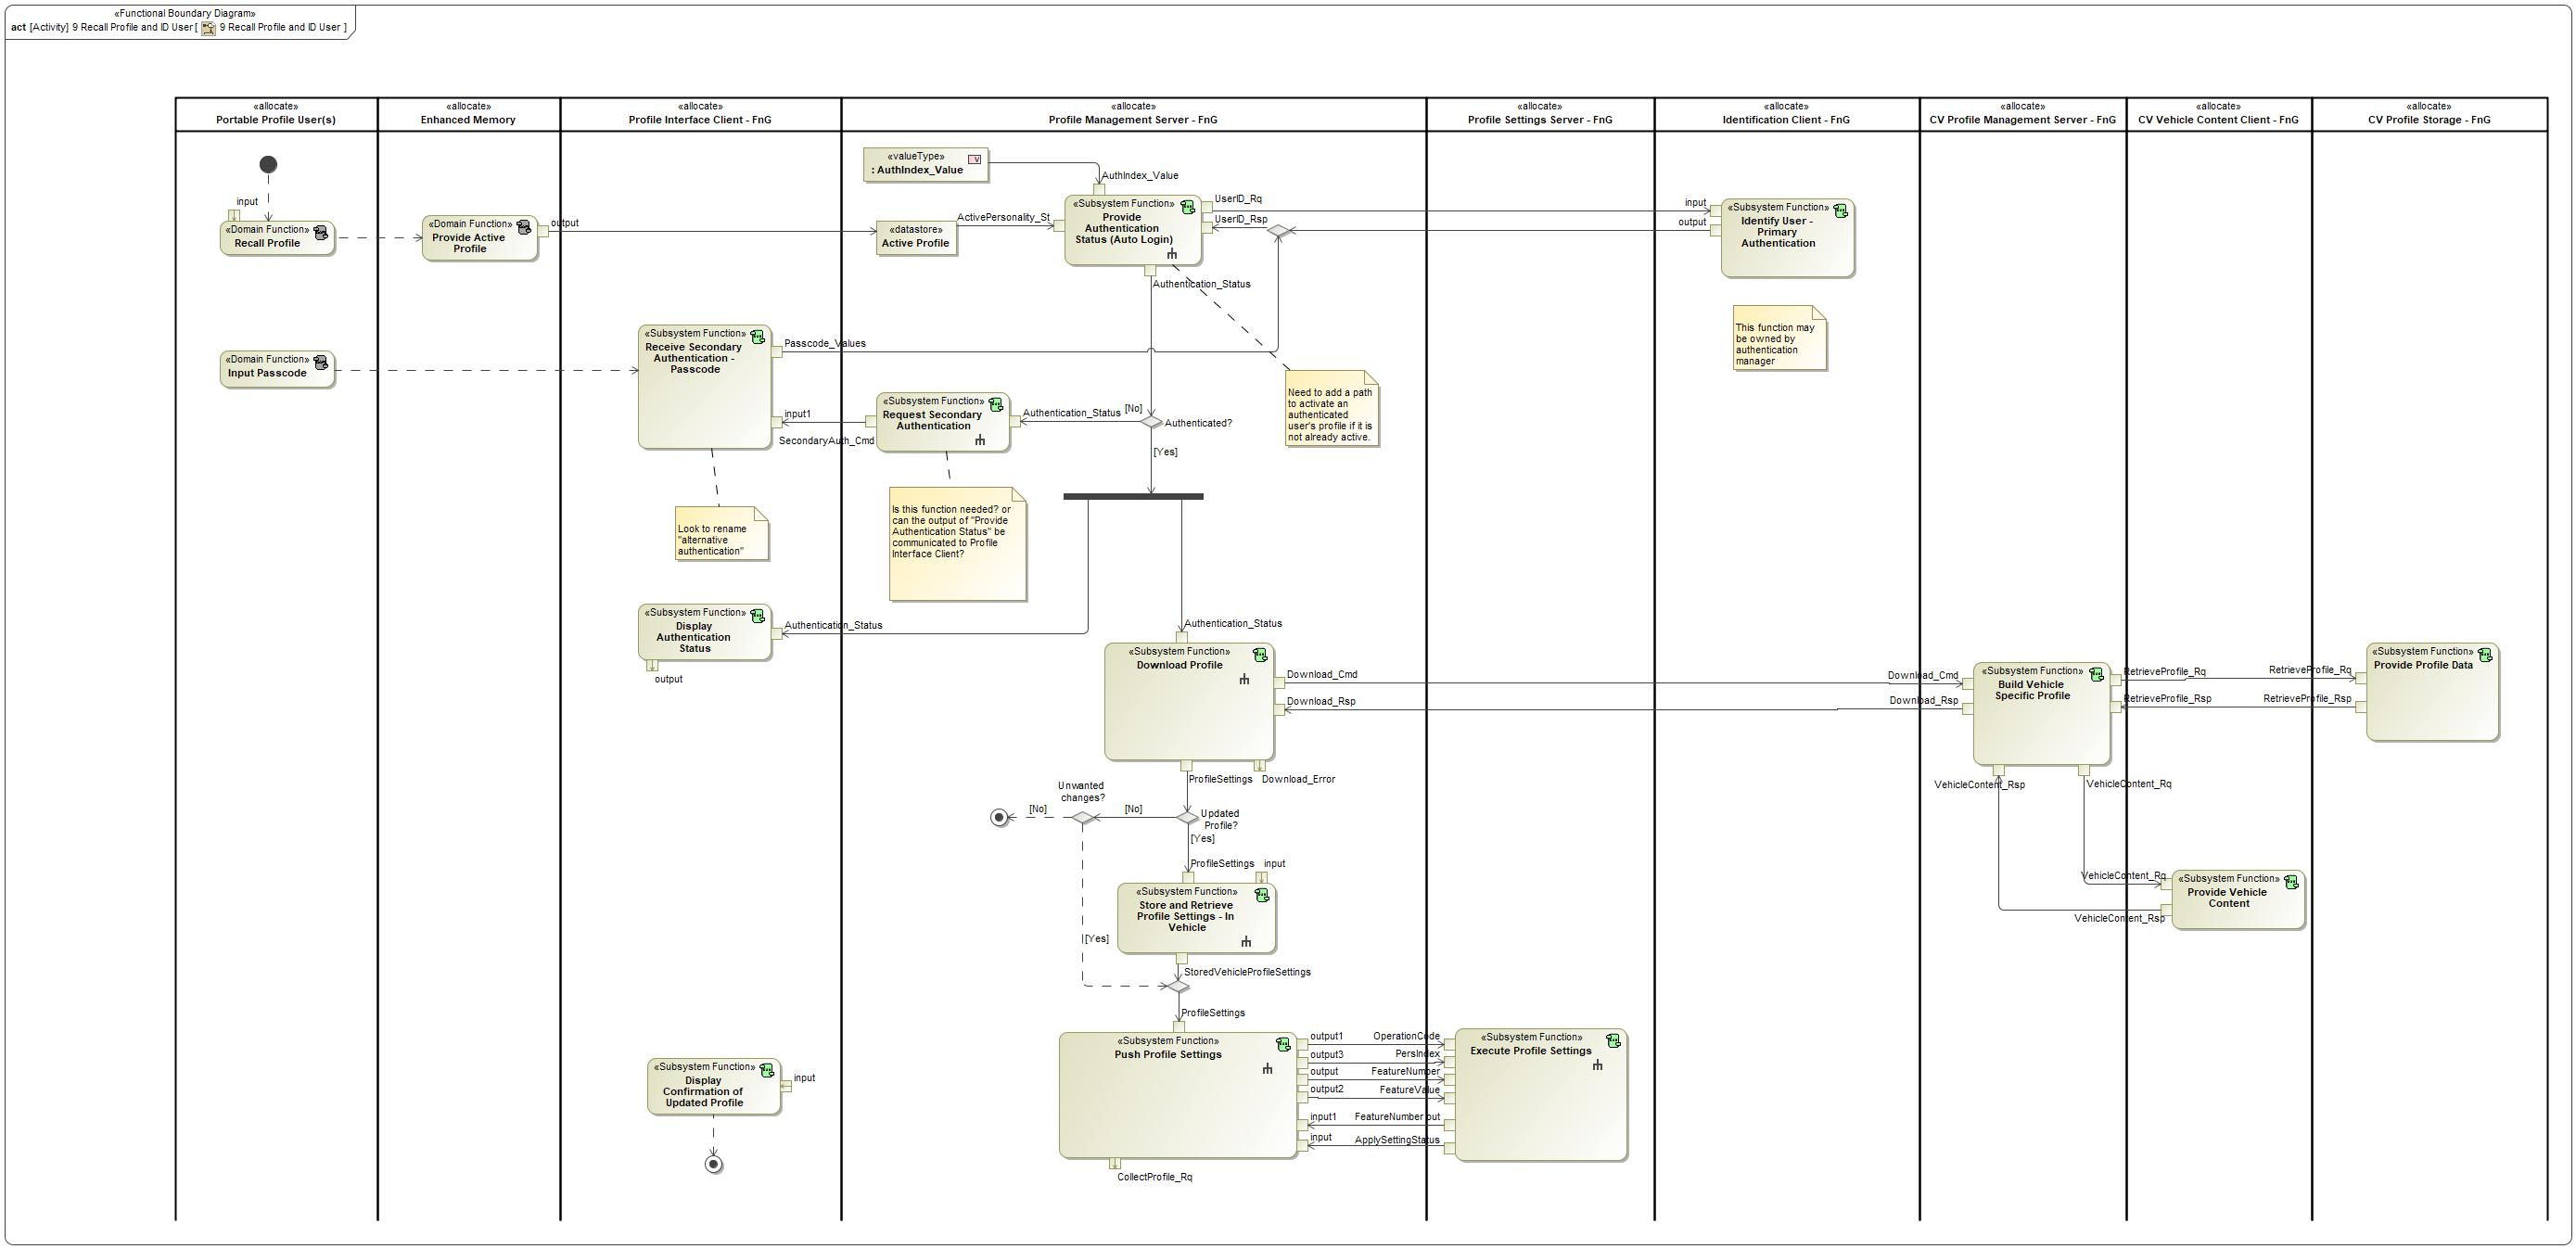 «Functional Boundary Diagram»
act [Activity] 9 Recall Profile and ID User [ 9 Recall Profile and ID User ]
«allocate»
Portable Profile User(s)
«allocate»
Enhanced Memory
«allocate»
Profile Interface Client - FnG
«allocate»
Profile Management Server - FnG
«allocate»
Profile Settings Server - FnG
«allocate»
Identification Client - FnG
«allocate»
CV Profile Management Server - FnG
«allocate»
CV Vehicle Content Client - FnG
«allocate»
CV Profile Storage - FnG
«valueType»
: AuthIndex_Value
V
AuthIndex_Value
input
«Domain Function»
Recall Profile
«Domain Function»
Provide Active
Profile
output
«datastore»
Active Profile
ActivePersonality_St
«Subsystem Function»
Provide
Authentication
Status (Auto Login)
UserID_Rq
UserID_Rsp
input
output
«Subsystem Function»
Identify User -
Primary
Authentication
Authentication_Status
This function may
be owned by
authentication
manager
«Domain Function»
Input Passcode
«Subsystem Function»
Receive Secondary
Authentication -
Passcode
Passcode_Values
input1
SecondaryAuth_Cmd
«Subsystem Function»
Request Secondary
Authentication
Authentication_Status
[No]
Authenticated?
[Yes]
Need to add a path
to activate an
authenticated
user's profile if it is
not already active.
Look to rename
"alternative
authentication"
Is this function needed? or
can the output of "Provide
Authentication Status" be
communicated to Profile
Interface Client?
«Subsystem Function»
Display
Authentication
Status
Authentication_Status
output
Authentication_Status
«Subsystem Function»
Download Profile
Download_Cmd
Download_Rsp
Download_Cmd
Download_Rsp
«Subsystem Function»
Build Vehicle
Specific Profile
RetrieveProfile_Rq
RetrieveProfile_Rsp
RetrieveProfile_Rq
RetrieveProfile_Rsp
«Subsystem Function»
Provide Profile Data
ProfileSettings
Download_Error
VehicleContent_Rsp
VehicleContent_Rq
Unwanted
changes?
[No]
[No]
Updated
Profile?
[Yes]
ProfileSettings
input
«Subsystem Function»
Store and Retrieve
Profile Settings - In
Vehicle
[Yes]
StoredVehicleProfileSettings
VehicleContent_Rq
VehicleContent_Rsp
«Subsystem Function»
Provide Vehicle
Content
ProfileSettings
«Subsystem Function»
Push Profile Settings
output1
output3
output
output2
input1
input
OperationCode
PersIndex
FeatureNumber
FeatureValue
FeatureNumber out
ApplySettingStatus
«Subsystem Function»
Execute Profile Settings
«Subsystem Function»
Display
Confirmation of
Updated Profile
input
CollectProfile_Rq